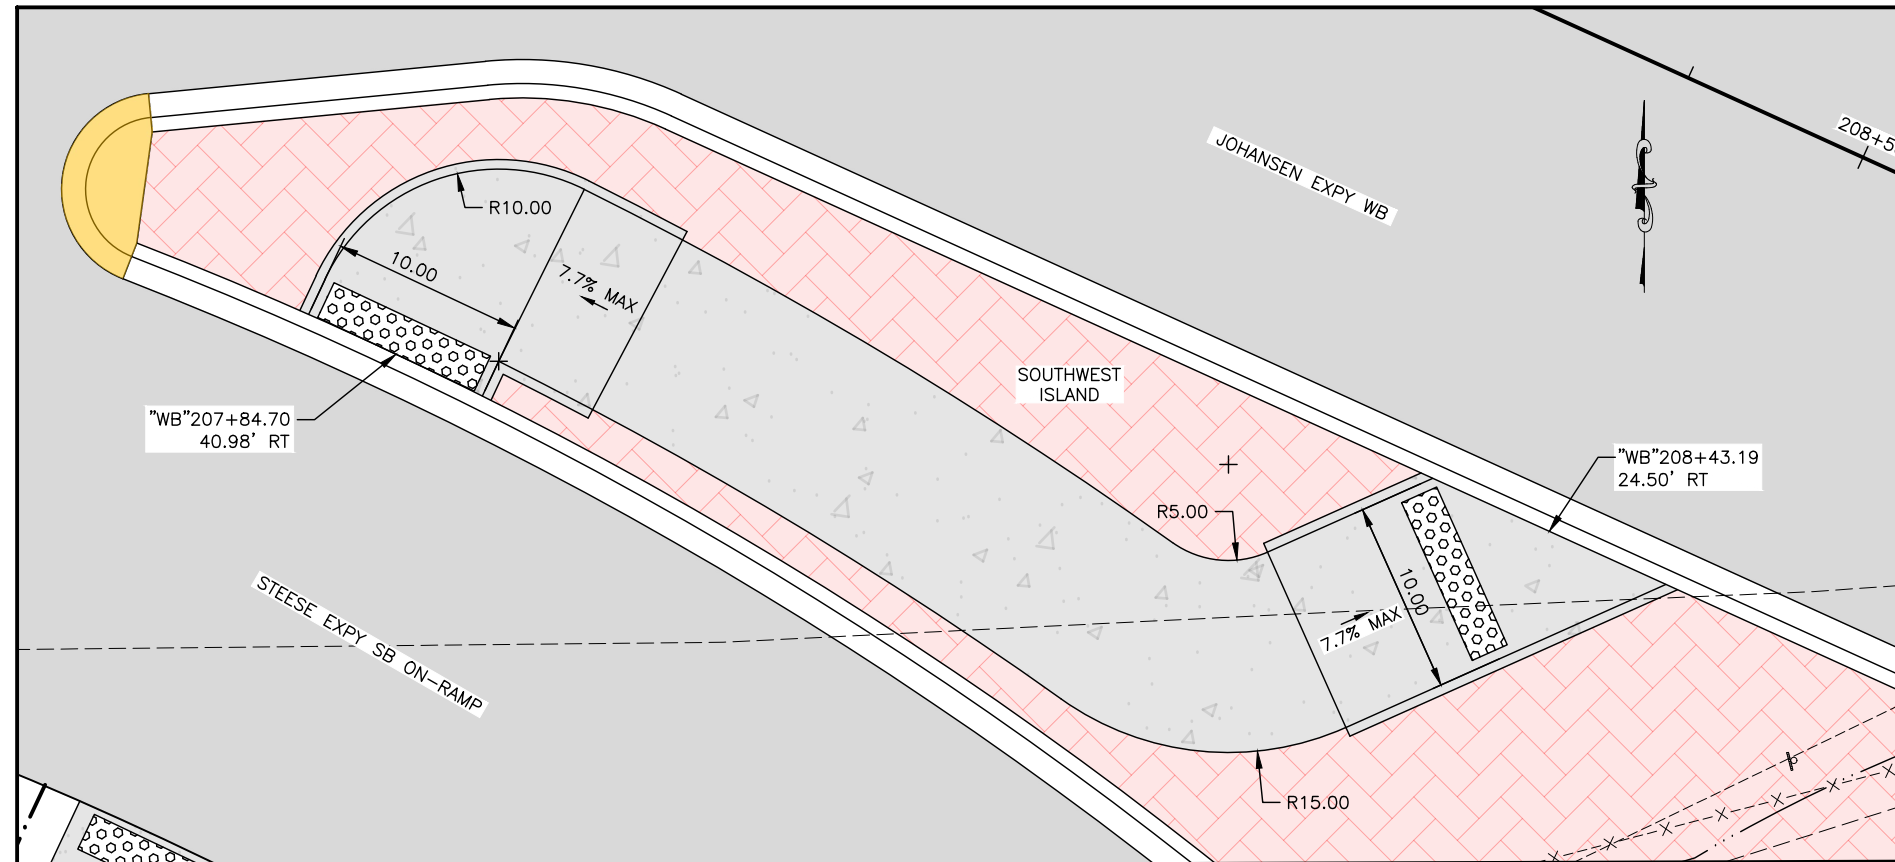 208+5
JOHANSEN EXPY WB
R10.00
10.00
7.7% MAX
SOUTHWEST
ISLAND
"WB"207+84.70
40.98' RT
"WB"208+43.19
24.50' RT
R5.00
10.00
7.7% MAX
STEESE EXPY SB ON-RAMP
R15.00